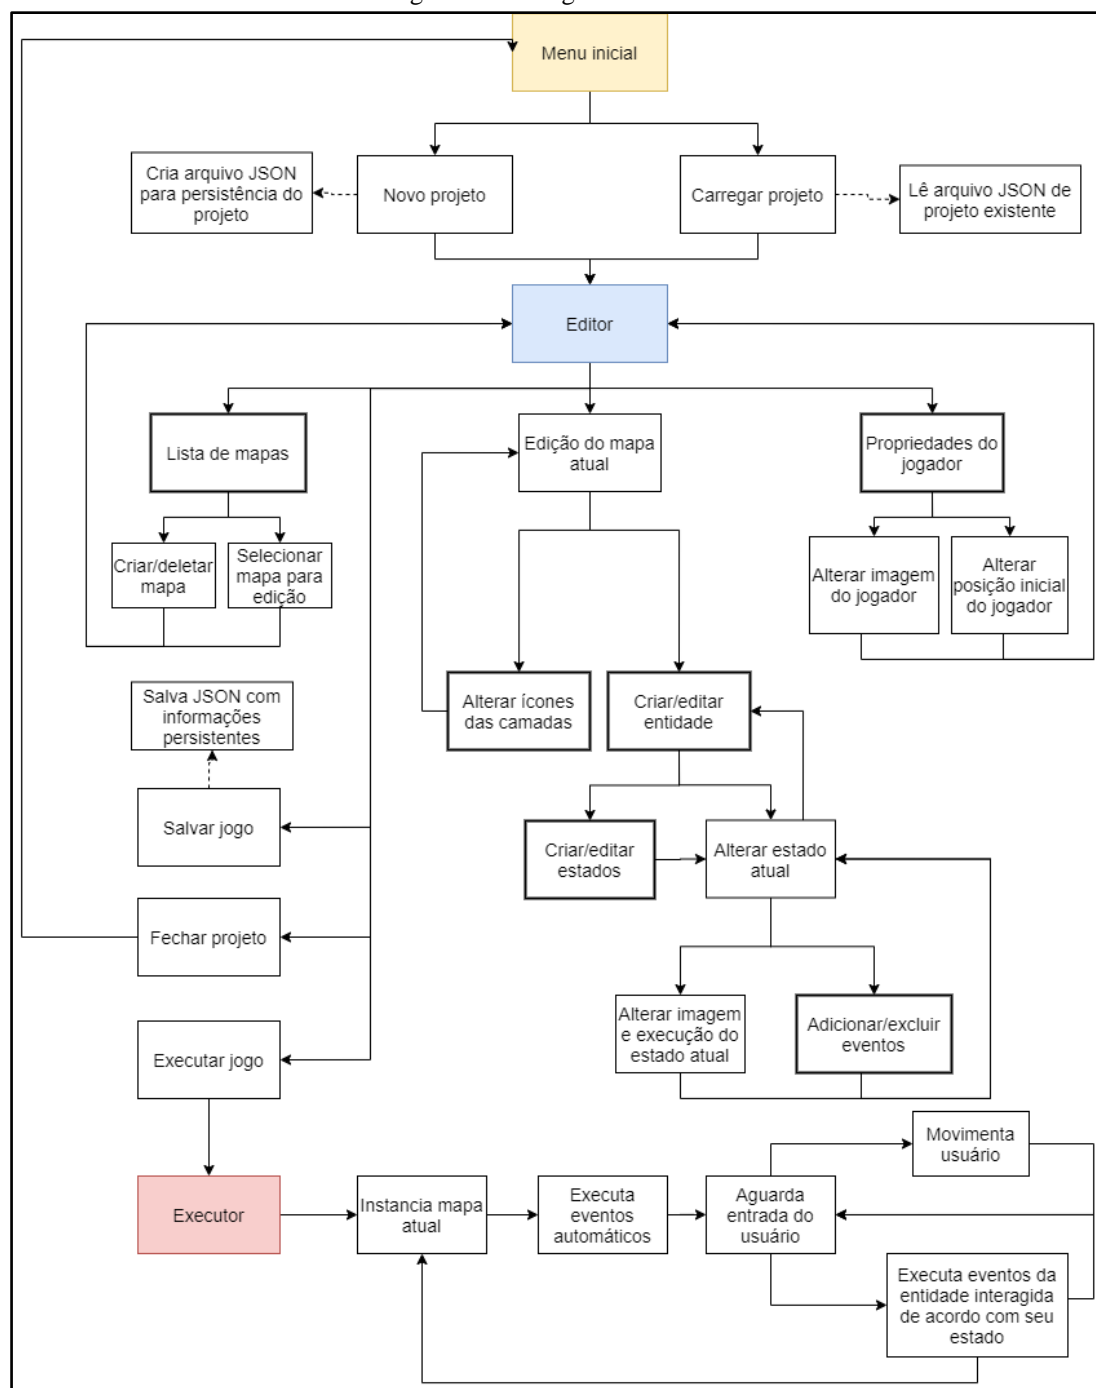 Menu inicial
Cria arquivo JSON
para persistência do
projeto
Novo projeto
Carregar projeto
Lê arquivo JSON de
projeto existente
Editor
Lista de mapas
Edição do mapa
atual
Propriedades do
jogador
Criar/deletar
mapa
Selecionar
mapa para
edição
Alterar imagem
do jogador
Alterar
posição inicial
do jogador
Salva JSON com
informações
persistentes
Alterar ícones
das camadas
Criar/editar
entidade
Salvar jogo
Criar/editar
estados
Alterar estado
atual
Fechar projeto
Alterar imagem
e execução do
estado atual
Adicionar/excluir
eventos
Executar jogo
Executor
Instancia mapa
atual
Executa
eventos
automáticos
Aguarda
entrada do
usuário
Movimenta
usuário
Executa eventos da
entidade interagida
de acordo com seu
estado